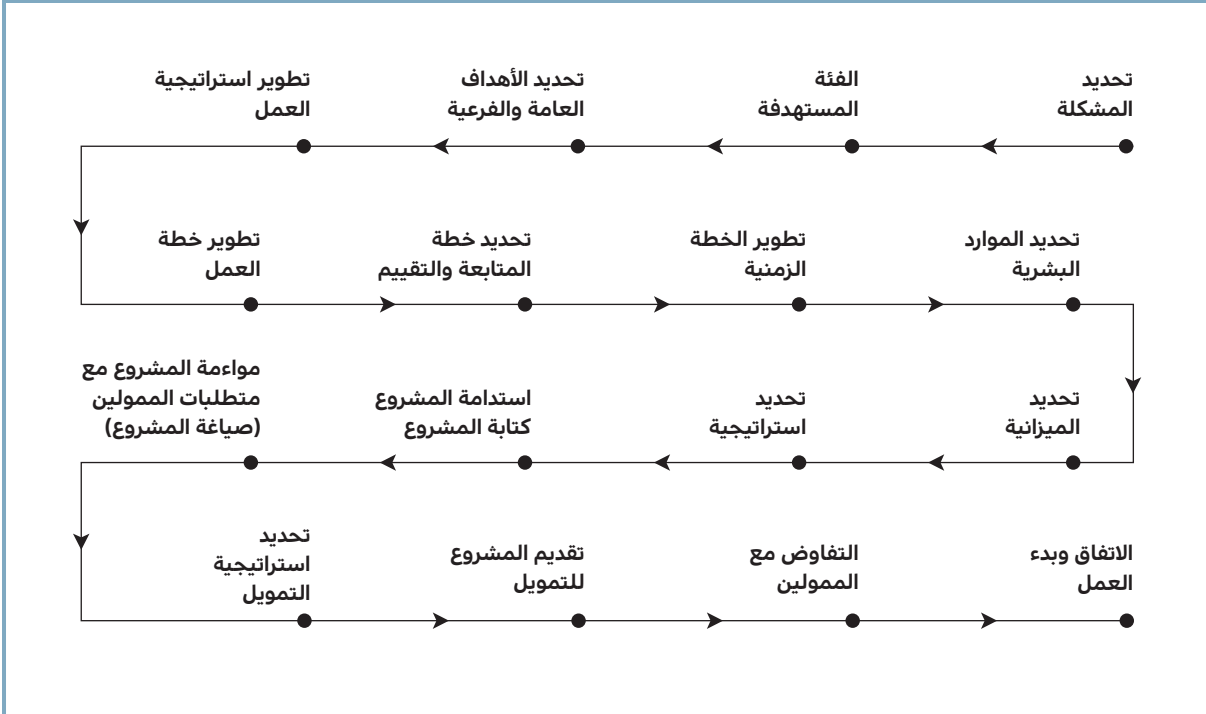 تحديد
المشكلة
الفئة
المستهدفة
تحديد الأهداف
العامة والفرعية
تطوير استراتيجية
العمل
تطوير خطة
العمل
تحديد خطة
المتابعة والتقييم
تطوير الخطة
الزمنية
تحديد الموارد
البشرية
تحديد
الميزانية
تحديد
استراتيجية
استدامة المشروع
كتابة المشروع
مواءمة المشروع مع
متطلبات الممولين
(صياغة المشروع)
تحديد
استراتيجية
التمويل
تقديم المشروع
للتمويل
التفاوض مع
الممولين
الاتفاق وبدء
العمل